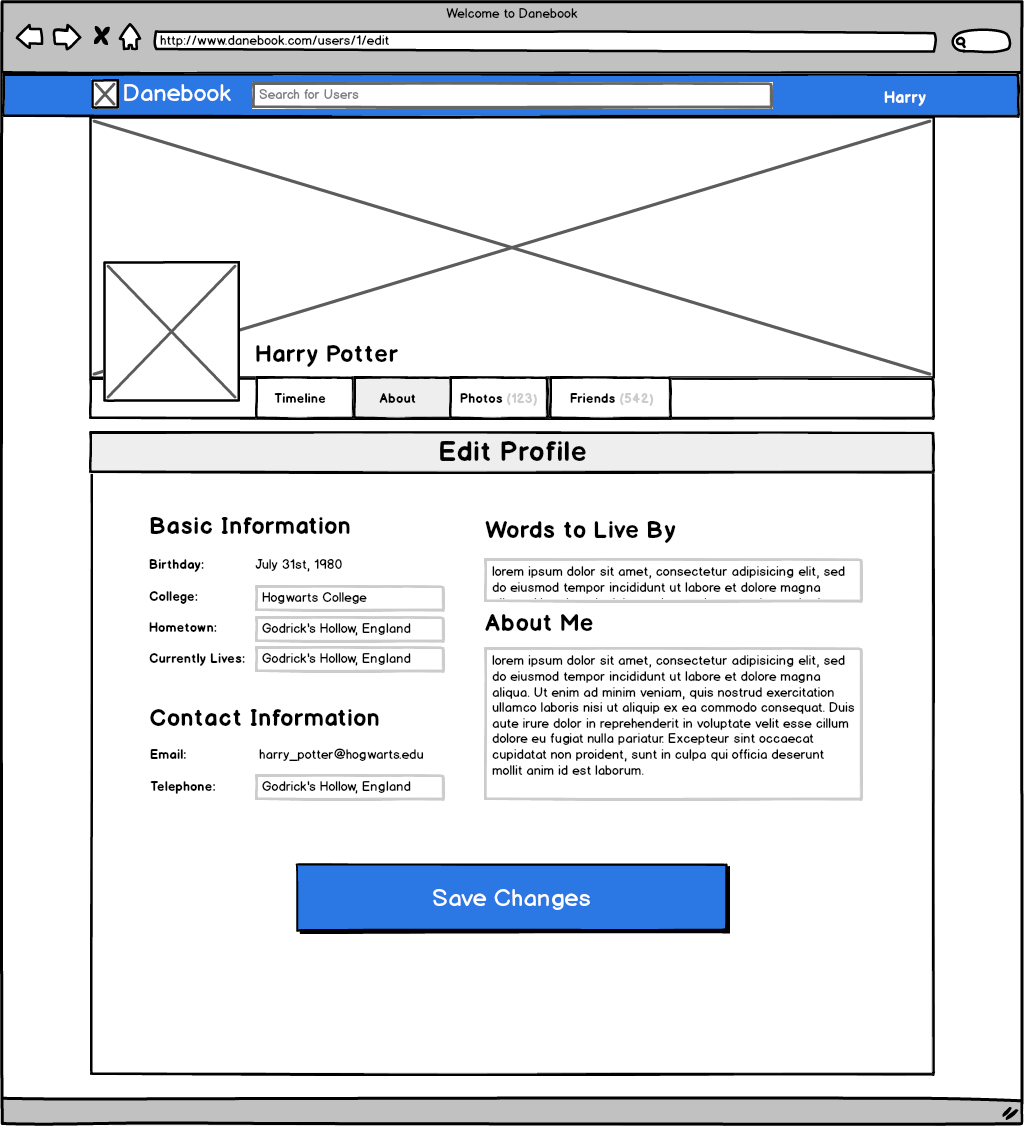 Welcome to Danebook
http://www.danebook.com/users/1/edit
Danebook
Search for Users
Harry
Harry Potter
Timeline
About
Photos (123)
Friends (542)
Edit Profile
Basic Information
Birthday: July 31st, 1980
College: Hogwarts College
Hometown: Godrick's Hollow, England
Currently Lives: Godrick's Hollow, England
Contact Information
Email: harry_potter@hogwarts.edu
Telephone: Godrick's Hollow, England
Words to Live By
lorem ipsum dolor sit amet, consectetur adipisicing elit, sed
do eiusmod tempor incididunt ut labore et dolore magna
About Me
lorem ipsum dolor sit amet, consectetur adipisicing elit, sed
do eiusmod tempor incididunt ut labore et dolore magna
aliqua. Ut enim ad minim veniam, quis nostrud exercitation
ullamco laboris nisi ut aliquip ex ea commodo consequat. Duis
aute irure dolor in reprehenderit in voluptate velit esse cillum
dolore eu fugiat nulla pariatur. Excepteur sint occaecat
cupidatat non proident, sunt in culpa qui officia deserunt
mollit anim id est laborum.
Save Changes